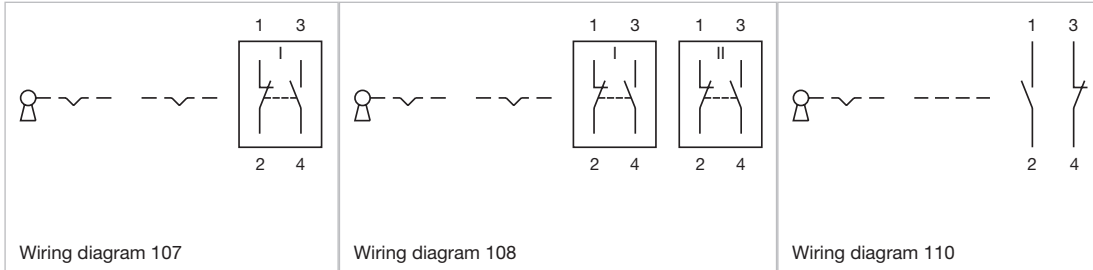 1 3 1 3 1 3 1 3
I I II
2 4 2 4 2 4 2 4
Wiring diagram 107 Wiring diagram 108 Wiring diagram 110